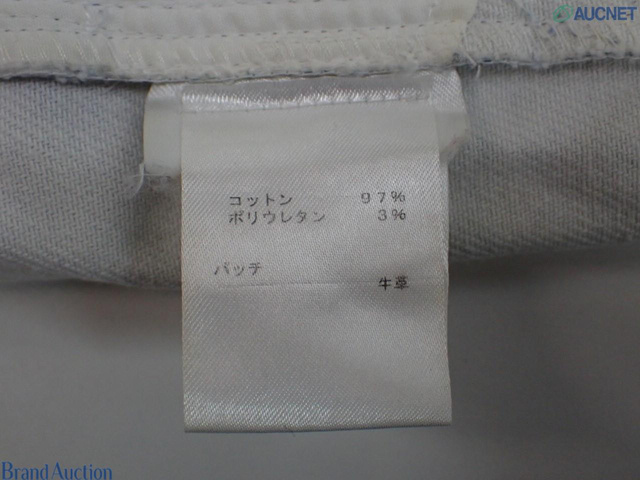 AUCNET
コットン 97%
ポリウレタン 3%
パッチ
牛革
Brand Auction